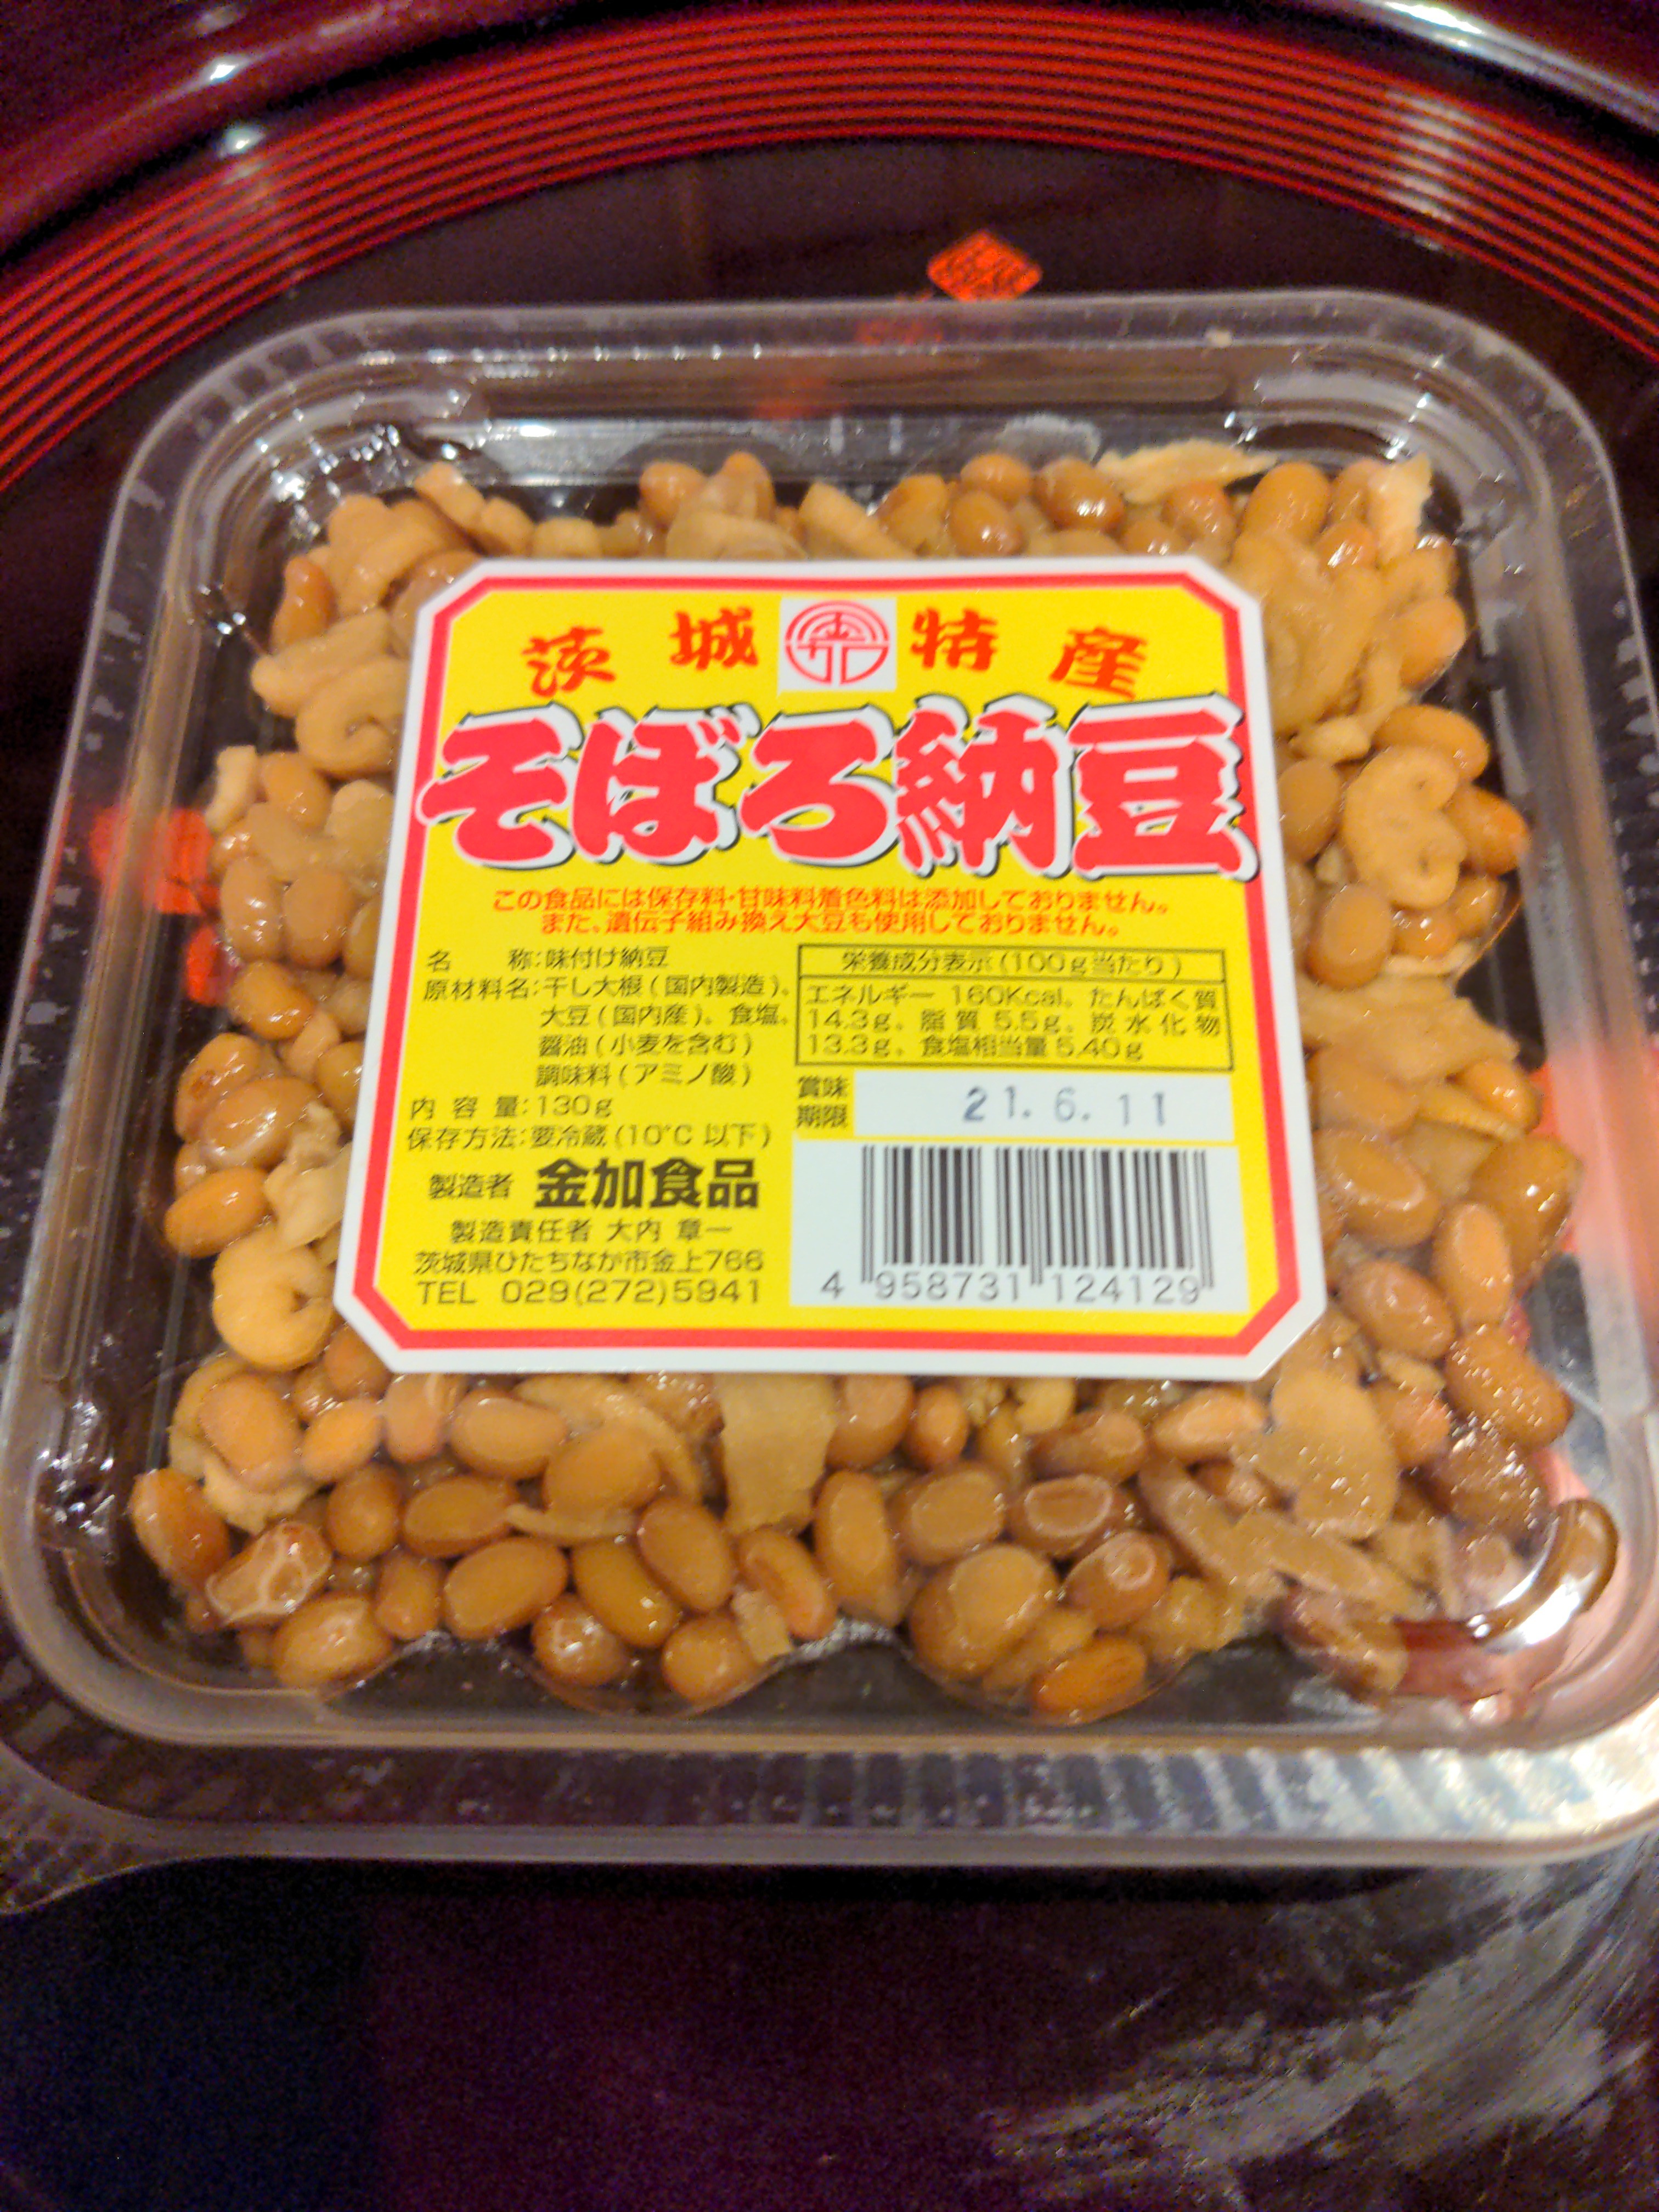 茨城特産
そぼろ納豆
この食品には保存料・甘味料着色料は添加しておりません。
また、遺伝子組み換え大豆も使用しておりません。
名 称:味付け納豆
原材料名:干し大根(国内製造)、
大豆(国内産)、食塩、
醤油(小麦を含む)
調味料(アミノ酸)
内容量:130g
保存方法:要冷蔵(10℃以下)
製造者 金加食品
製造責任者 大内 章一
茨城県ひたちなか市金上766
TEL 029(272)5941
栄養成分表示(100g当たり)
エネルギー 160Kcal、たんぱく質
14.3g、脂質 5.5g、炭水化物
13.3g、食塩相当量 5.40g
賞味
期限
21.6.11
4 958731 124129